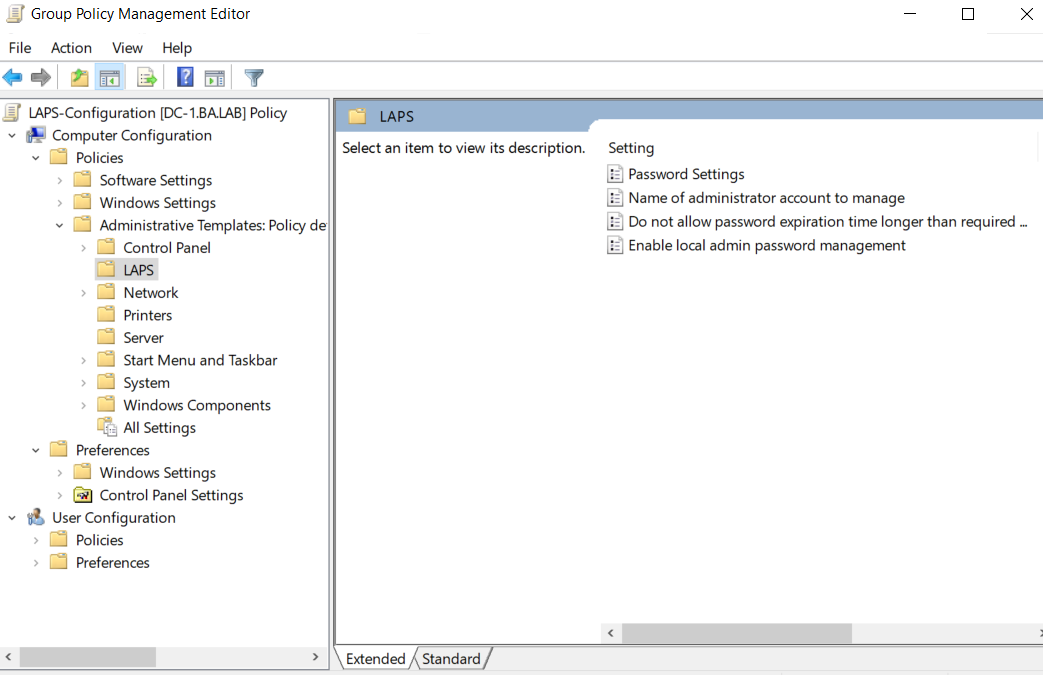 Group Policy Management Editor
File Action View Help
LAPS-Configuration [DC-1.BA.LAB] Policy
Computer Configuration
Policies
Software Settings
Windows Settings
Administrative Templates: Policy de
Control Panel
LAPS
Network
Printers
Server
Start Menu and Taskbar
System
Windows Components
All Settings
Preferences
Windows Settings
Control Panel Settings
User Configuration
Policies
Preferences
LAPS
Select an item to view its description.
Setting
Password Settings
Name of administrator account to manage
Do not allow password expiration time longer than required ...
Enable local admin password management
Extended Standard